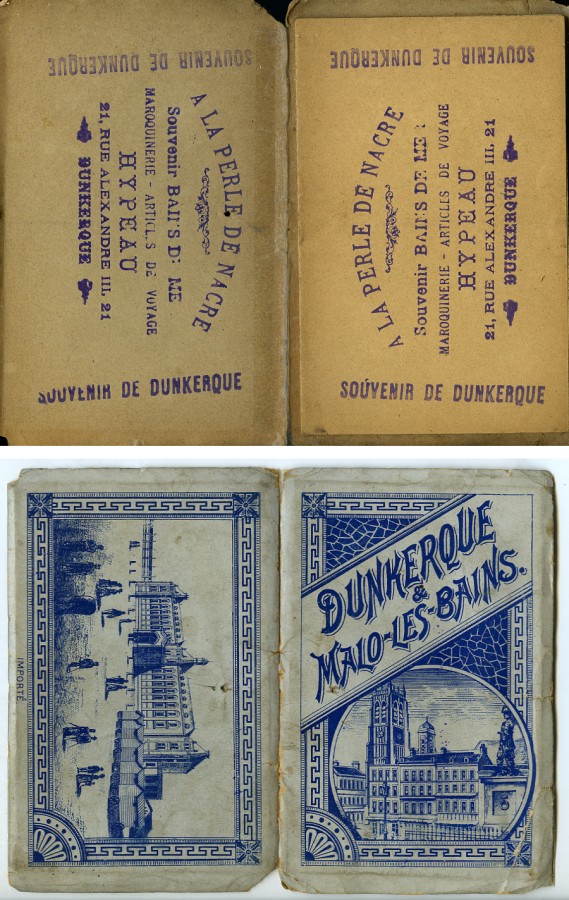 SOUVENIR DE DUNKERQUE
A LA PERLE DE NACRE
Souvenir BAINS DE ME
MAROQUINERIE - ARTICLES DE VOYAGE
HYPEAU
21, RUE ALEXANDRE III, 21
DUNKERQUE
SOUVENIR DE DUNKERQUE
SOUVENIR DE DUNKERQUE
A LA PERLE DE NACRE
Souvenir BAINS DE ME
MAROQUINERIE - ARTICLES DE VOYAGE
HYPEAU
21, RUE ALEXANDRE III, 21
DUNKERQUE
SOUVENIR DE DUNKERQUE
IMPORTÉ
DUNKERQUE
&
MALO-LES-BAINS.